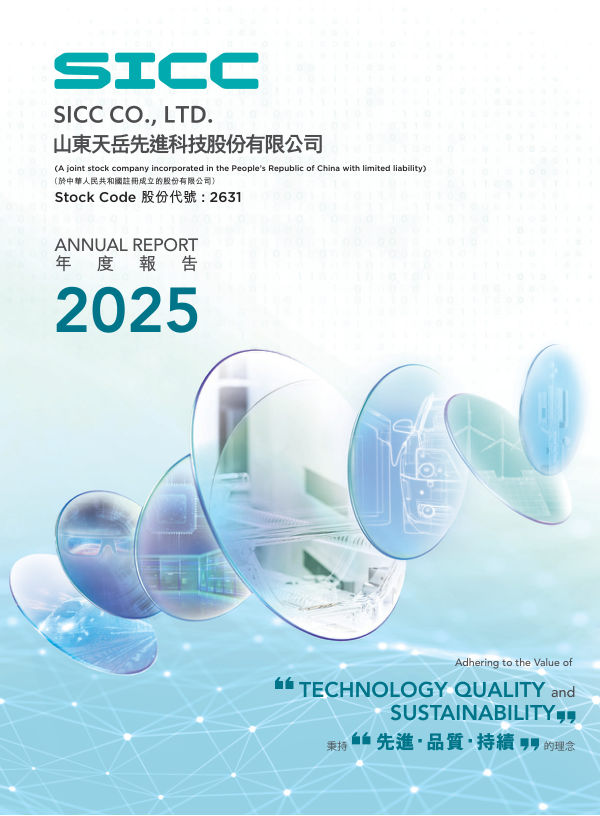 SICC
SICC CO., LTD.
山東天岳先進科技股份有限公司
(A joint stock company incorporated in the People's Republic of China with limited liability)
（於中華人民共和國註冊成立的股份有限公司）
Stock Code 股份代號 : 2631
ANNUAL REPORT
年度報告
2025
Adhering to the Value of
❝ TECHNOLOGY QUALITY and
SUSTAINABILITY ❞
秉持 ❝ 先進·品質·持續 ❞ 的理念